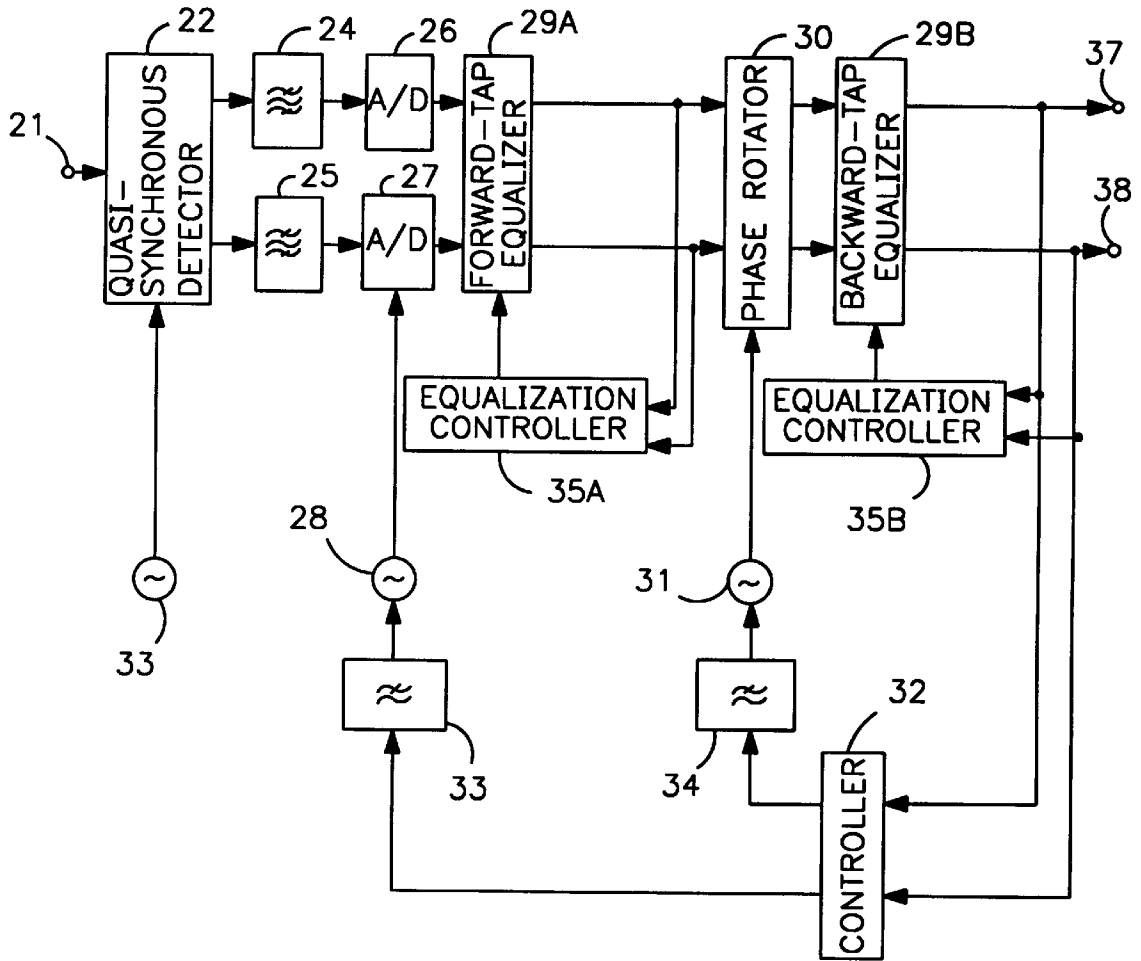 22
24
26
29A
30
29B
37
21
QUASI-
SYNCHRONOUS
DETECTOR
A/D
FORWARD-TAP
EQUALIZER
PHASE ROTATOR
BACKWARD-TAP
EQUALIZER
25
27
A/D
38
EQUALIZATION
CONTROLLER
EQUALIZATION
CONTROLLER
35A
35B
28
~
31
~
~
33
33
34
32
CONTROLLER